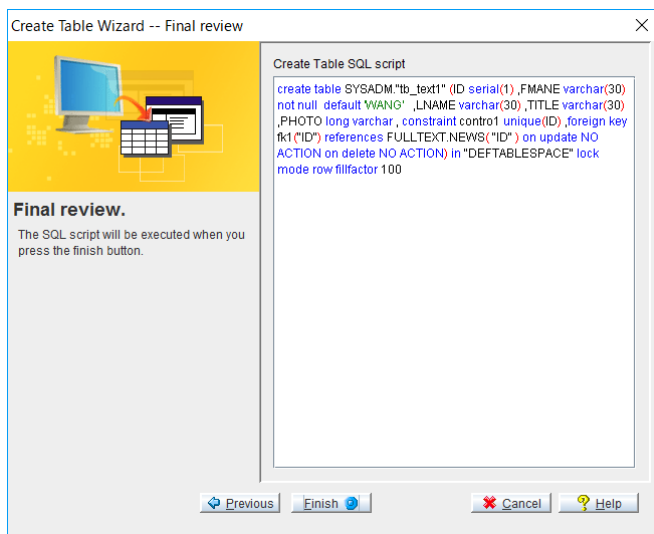 Create Table Wizard -- Final review
Create Table SQL script
create table SYSADM."tb_text1" (ID serial(1) ,FMANE varchar(30)
not null default 'WANG' ,LNAME varchar(30) ,TITLE varchar(30)
,PHOTO long varchar , constraint contro1 unique(ID) ,foreign key
fk1("ID") references FULLTEXT.NEWS( "ID" ) on update NO
ACTION on delete NO ACTION) in "DEFTABLESPACE" lock
mode row fillfactor 100
Final review.
The SQL script will be executed when you
press the finish button.
Previous Finish Cancel Help